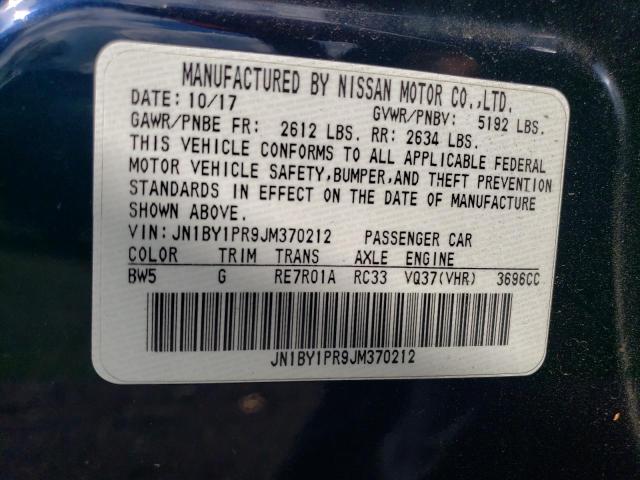 MANUFACTURED BY NISSAN MOTOR CO.,LTD.
DATE: 10/17 GVWR/PNBV: 5192 LBS.
GAWR/PNBE FR: 2612 LBS. RR: 2634 LBS.
THIS VEHICLE CONFORMS TO ALL APPLICABLE FEDERAL
MOTOR VEHICLE SAFETY,BUMPER,AND THEFT PREVENTION
STANDARDS IN EFFECT ON THE DATE OF MANUFACTURE
SHOWN ABOVE.
VIN:JN1BY1PR9JM370212 PASSENGER CAR
COLOR TRIM TRANS AXLE ENGINE
BW5 G RE7R01A RC33 VQ37(VHR) 3696CC
JN1BY1PR9JM370212